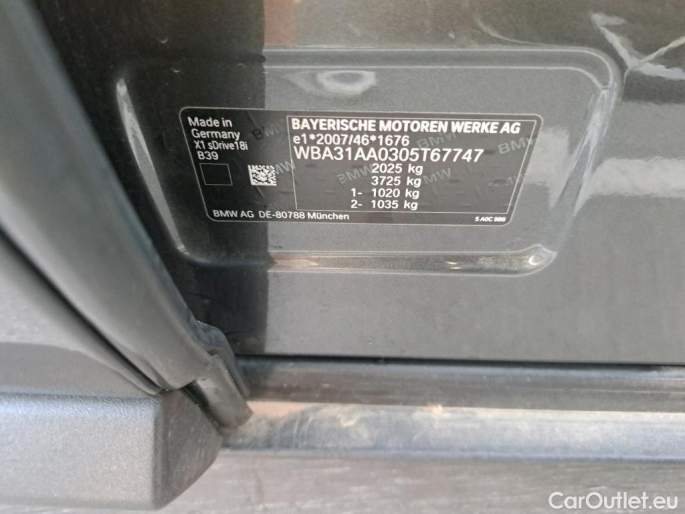 Made in
Germany
X1 sDrive18i
B39
BAYERISCHE MOTOREN WERKE AG
e1*2007/46*1676
WBA31AA0305T67747
2025 kg
3725 kg
1- 1020 kg
2- 1035 kg
BMW AG DE-80788 München
CarOutlet.eu